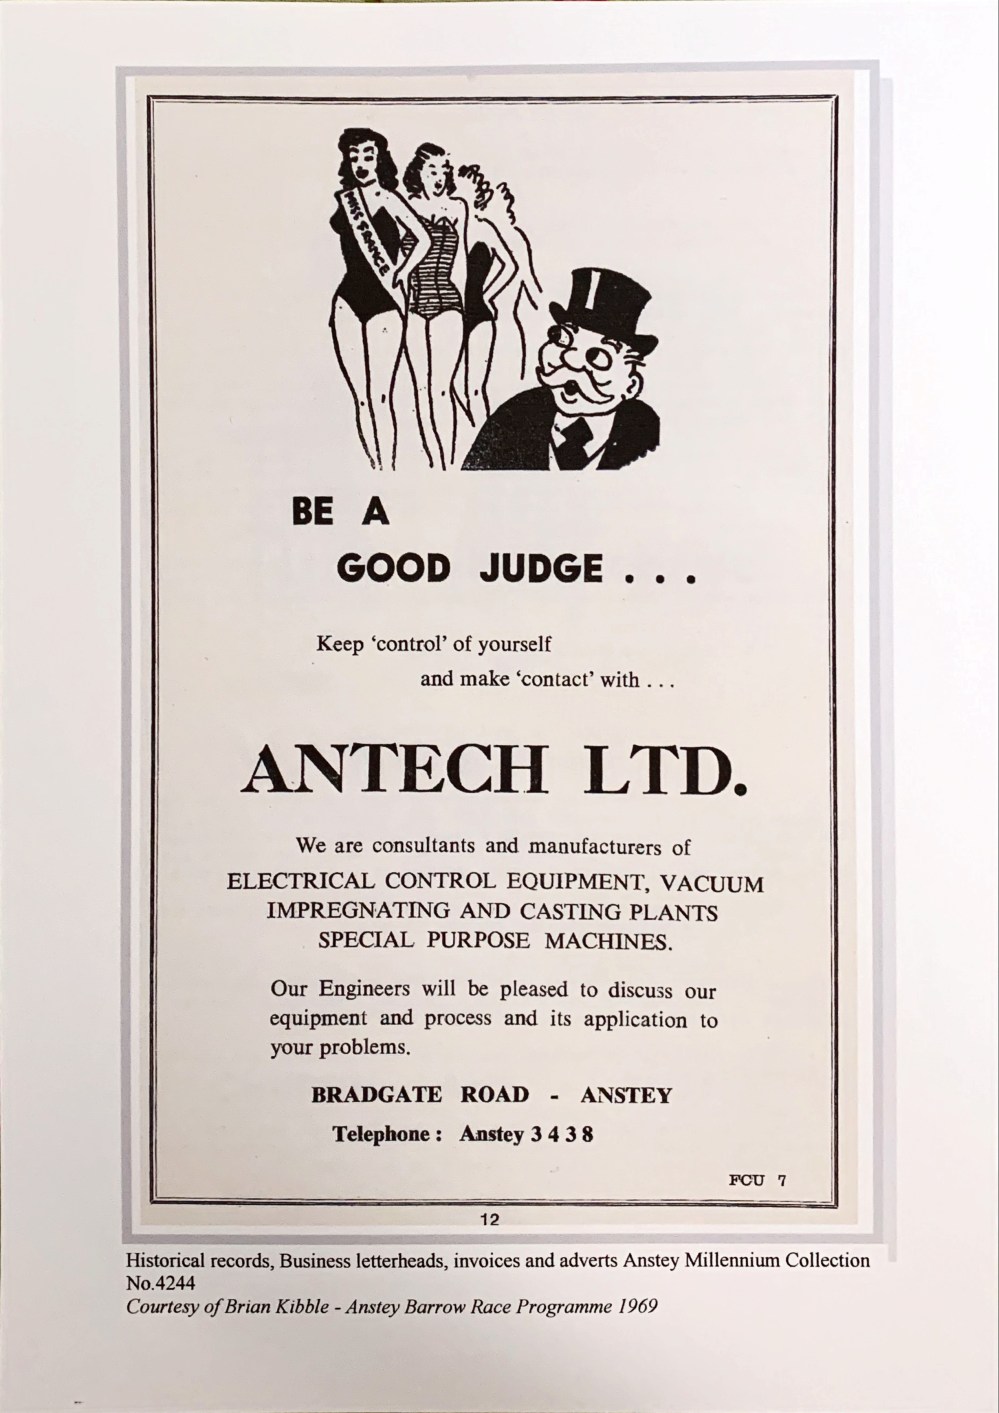 MISS FRANCE
BE A
GOOD JUDGE . . .
Keep ‘control’ of yourself
and make ‘contact’ with . . .
ANTECH LTD.
We are consultants and manufacturers of
ELECTRICAL CONTROL EQUIPMENT, VACUUM
IMPREGNATING AND CASTING PLANTS
SPECIAL PURPOSE MACHINES.
Our Engineers will be pleased to discuss our
equipment and process and its application to
your problems.
BRADGATE ROAD - ANSTEY
Telephone : Anstey 3 4 3 8
FCU 7
12
Historical records, Business letterheads, invoices and adverts Anstey Millennium Collection
No.4244
Courtesy of Brian Kibble - Anstey Barrow Race Programme 1969